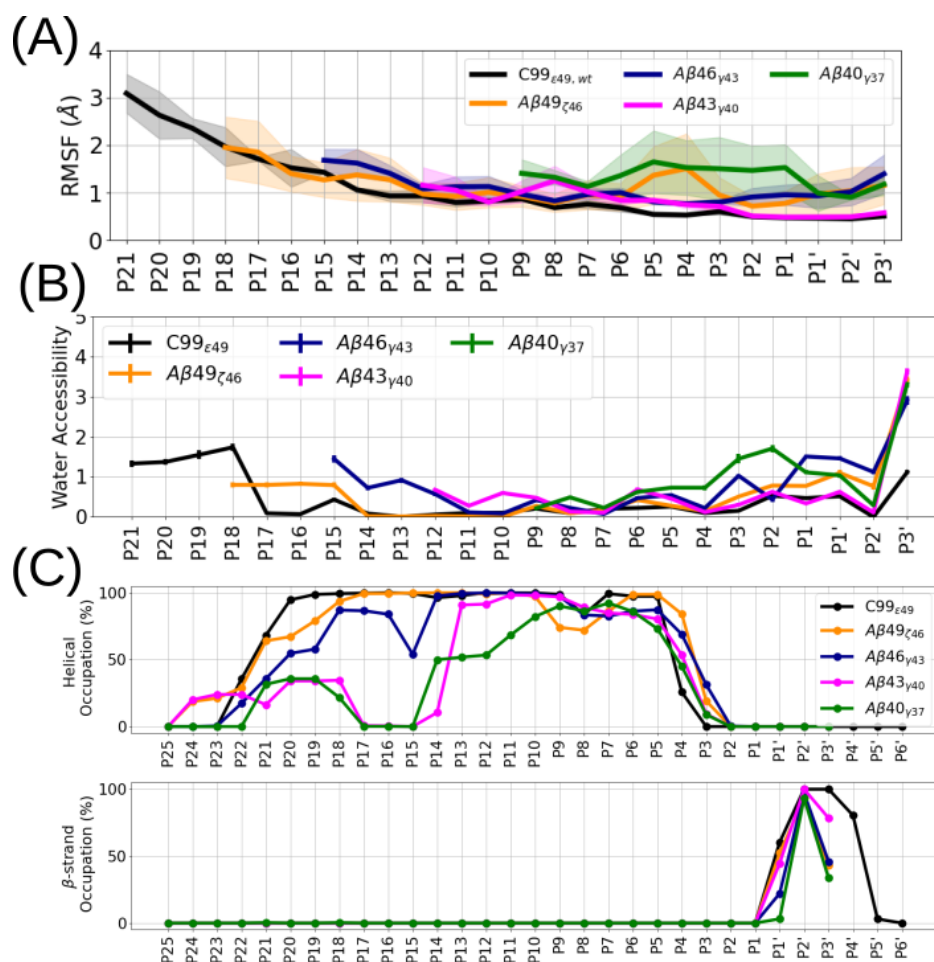 (A)
RMSF (Å)
4
3
2
1
0
C99ε49, wt
Aβ46γ43
Aβ40γ37
Aβ49ζ46
Aβ43γ40
P21 P20 P19 P18 P17 P16 P15 P14 P13 P12 P11 P10 P9 P8 P7 P6 P5 P4 P3 P2 P1 P1' P2' P3'
(B)
Water Accessibility
5
4
3
2
1
0
C99ε49
Aβ46γ43
Aβ40γ37
Aβ49ζ46
Aβ43γ40
P21 P20 P19 P18 P17 P16 P15 P14 P13 P12 P11 P10 P9 P8 P7 P6 P5 P4 P3 P2 P1 P1' P2' P3'
(C)
Helical
Occupation (%)
100
50
0
C99ε49
Aβ49ζ46
Aβ46γ43
Aβ43γ40
Aβ40γ37
P25 P24 P23 P22 P21 P20 P19 P18 P17 P16 P15 P14 P13 P12 P11 P10 P9 P8 P7 P6 P5 P4 P3 P2 P1 P1' P2' P3' P4' P5' P6'
β-strand
Occupation (%)
100
50
0
P25 P24 P23 P22 P21 P20 P19 P18 P17 P16 P15 P14 P13 P12 P11 P10 P9 P8 P7 P6 P5 P4 P3 P2 P1 P1' P2' P3' P4' P5' P6'